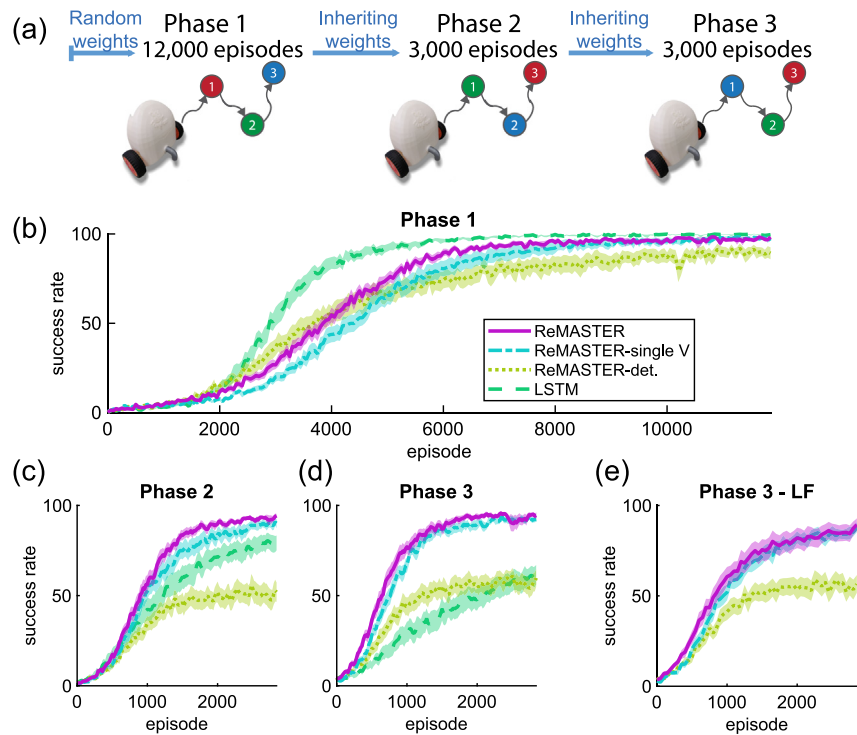 (a)
Random
weights
Phase 1
12,000 episodes
Inheriting
weights
Phase 2
3,000 episodes
Inheriting
weights
Phase 3
3,000 episodes
1
2
3
1
2
3
1
2
3
(b)
Phase 1
success rate
100
50
0
0
2000
4000
6000
8000
10000
episode
ReMASTER
ReMASTER-single V
ReMASTER-det.
LSTM
(c)
Phase 2
success rate
100
50
0
0
1000
2000
episode
(d)
Phase 3
100
50
0
0
1000
2000
episode
(e)
Phase 3 - LF
success rate
100
50
0
0
1000
2000
episode